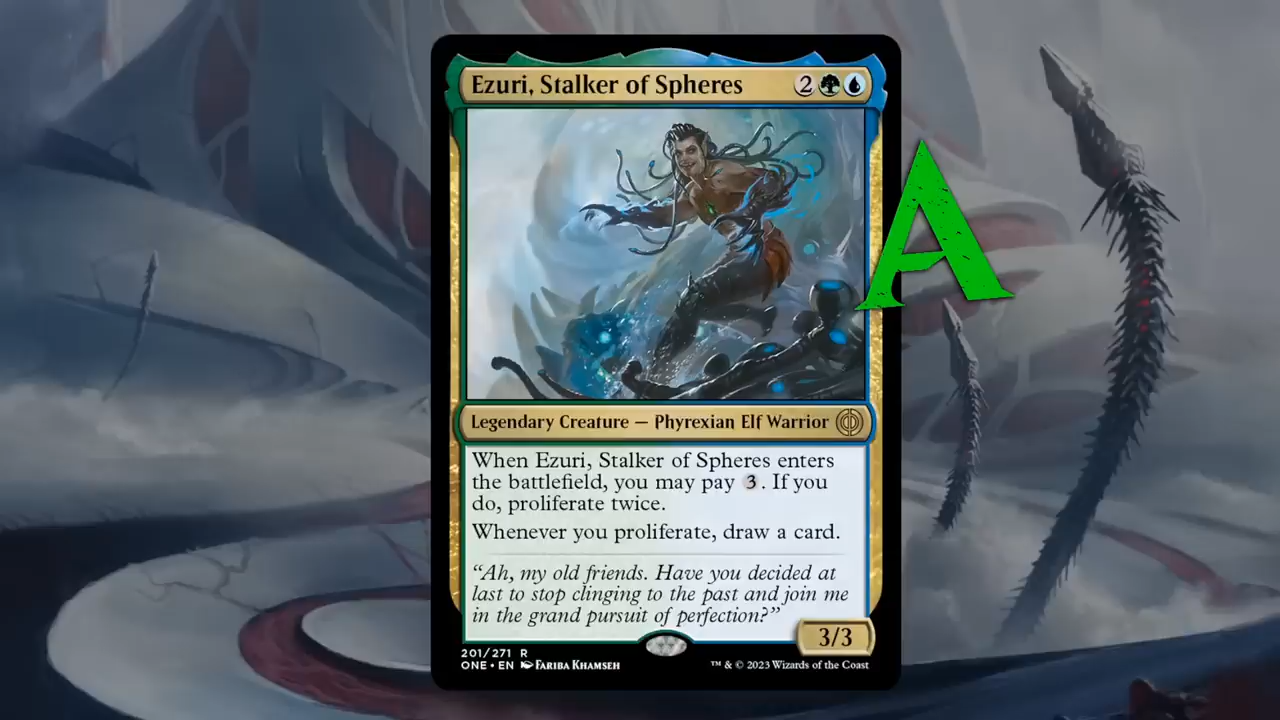 Ezuri, Stalker of Spheres 2
A
Legendary Creature — Phyrexian Elf Warrior
When Ezuri, Stalker of Spheres enters
the battlefield, you may pay 3. If you
do, proliferate twice.
Whenever you proliferate, draw a card.
“Ah, my old friends. Have you decided at
last to stop clinging to the past and join me
in the grand pursuit of perfection?”
3/3
201/271 R
ONE • EN Fariba Khamseh
™ & © 2023 Wizards of the Coast